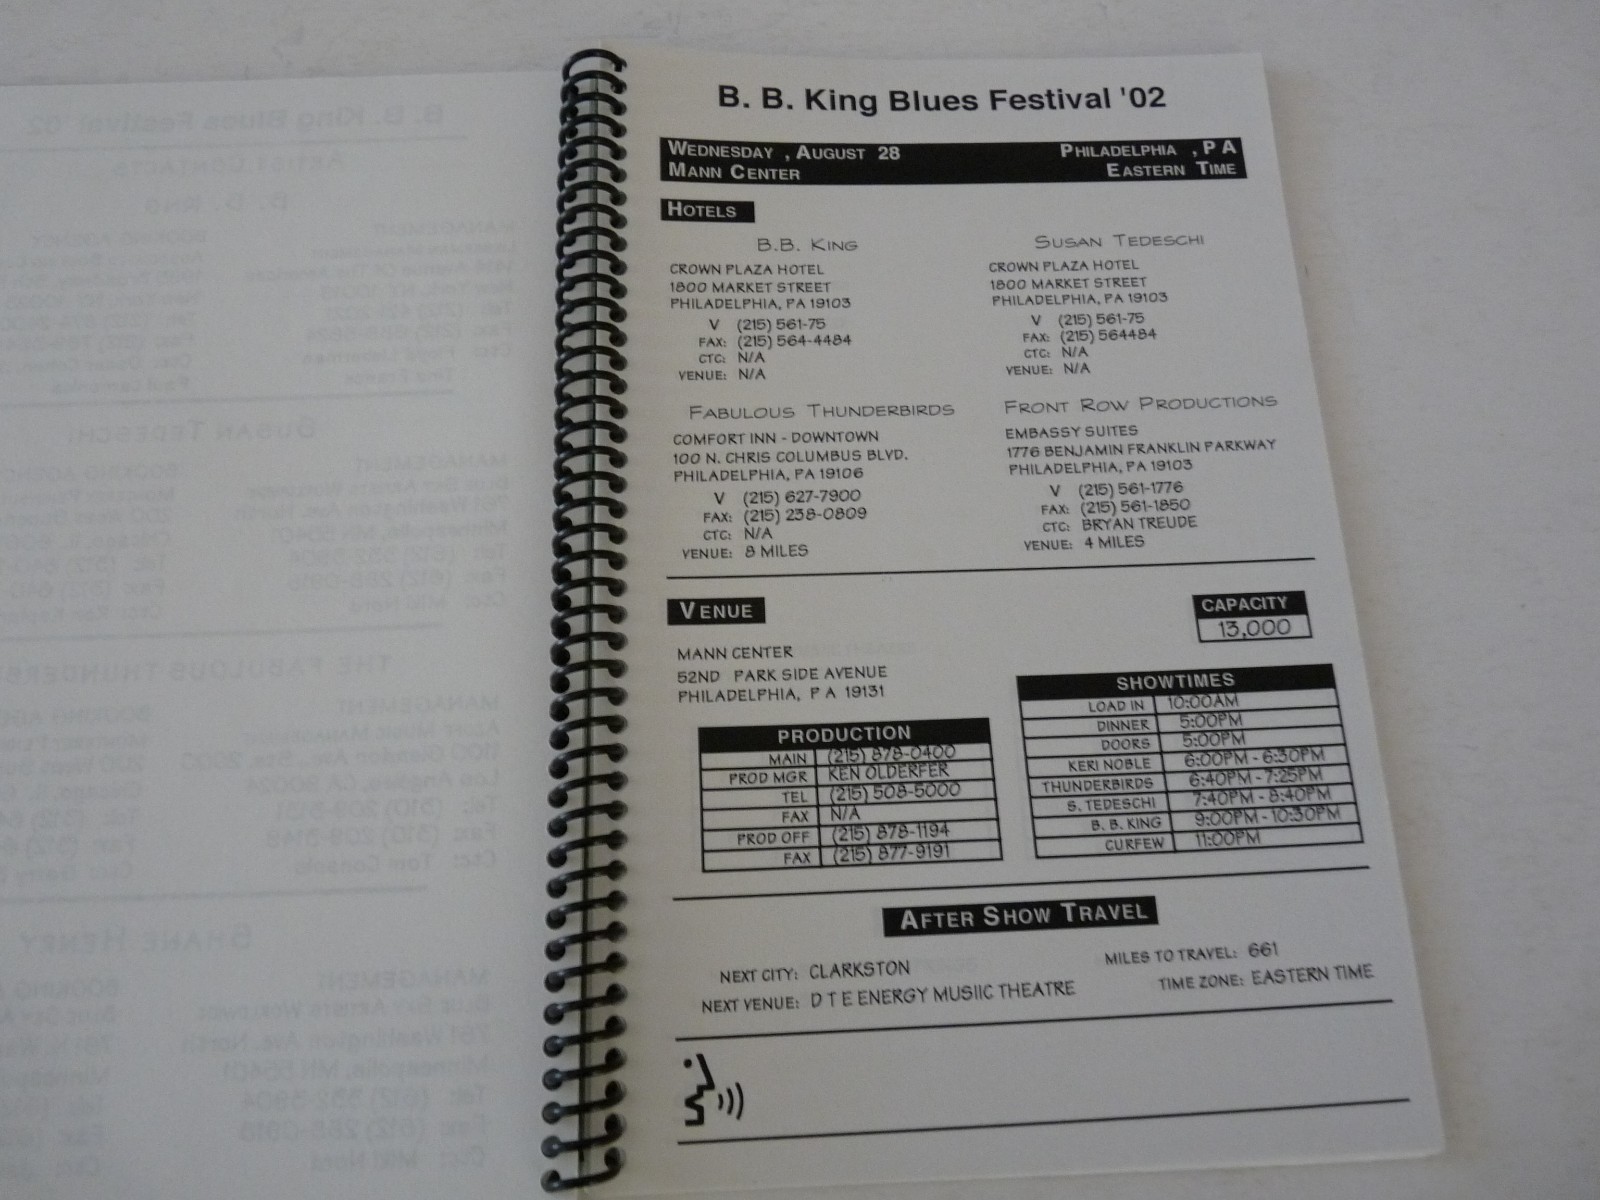 B. B. King Blues Festival '02
WEDNESDAY , AUGUST 28 PHILADELPHIA , P A
MANN CENTER EASTERN TIME
HOTELS
B.B. KING
CROWN PLAZA HOTEL
1800 MARKET STREET
PHILADELPHIA, PA 19103
V (215) 561-75
FAX: (215) 564-4484
CTC: N/A
VENUE: N/A
SUSAN TEDESCHI
CROWN PLAZA HOTEL
1800 MARKET STREET
PHILADELPHIA, PA 19103
V (215) 561-75
FAX: (215) 564484
CTC: N/A
VENUE: N/A
FABULOUS THUNDERBIRDS
COMFORT INN - DOWNTOWN
100 N. CHRIS COLUMBUS BLVD.
PHILADELPHIA, PA 19106
V (215) 627-7900
FAX: (215) 238-0809
CTC: N/A
VENUE: 8 MILES
FRONT ROW PRODUCTIONS
EMBASSY SUITES
1776 BENJAMIN FRANKLIN PARKWAY
PHILADELPHIA, PA 19103
V (215) 561-1776
FAX: (215) 561-1850
CTC: BRYAN TREUDE
VENUE: 4 MILES
VENUE
CAPACITY
13,000
MANN CENTER
52ND PARK SIDE AVENUE
PHILADELPHIA, P A 19131
PRODUCTION
MAIN (215) 878-0400
PROD MGR KEN OLDERFER
TEL (215) 508-5000
FAX N/A
PROD OFF (215) 878-1194
FAX (215) 877-9191
SHOWTIMES
LOAD IN 10:00AM
DINNER 5:00PM
DOORS 5:00PM
KERI NOBLE 6:00PM - 6:30PM
THUNDERBIRDS 6:40PM - 7:25PM
S. TEDESCHI 7:40PM - 8:40PM
B. B. KING 9:00PM - 10:30PM
CURFEW 11:00PM
AFTER SHOW TRAVEL
NEXT CITY: CLARKSTON MILES TO TRAVEL: 661
NEXT VENUE: D T E ENERGY MUSIIC THEATRE TIME ZONE: EASTERN TIME